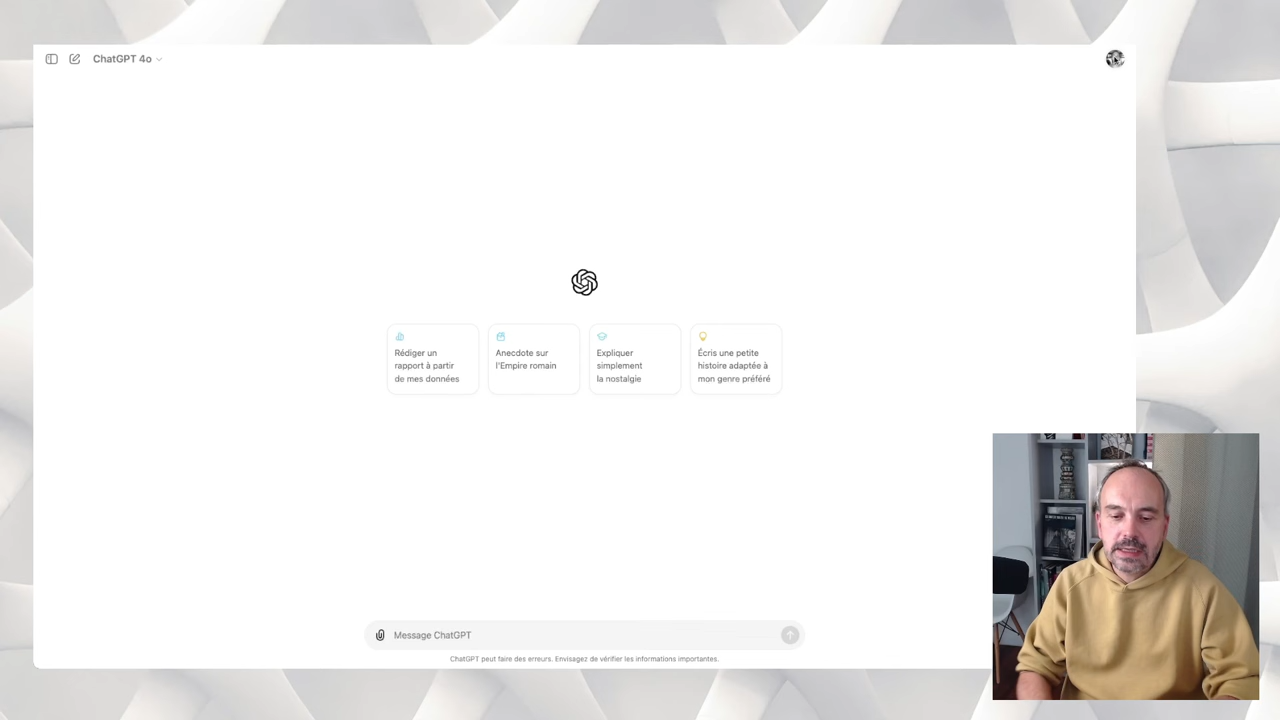 ChatGPT 4o
Rédiger un
rapport à partir
de mes données
Anecdote sur
l'Empire romain
Expliquer
simplement
la nostalgie
Écris une petite
histoire adaptée à
mon genre préféré
Message ChatGPT
ChatGPT peut faire des erreurs. Envisagez de vérifier les informations importantes.